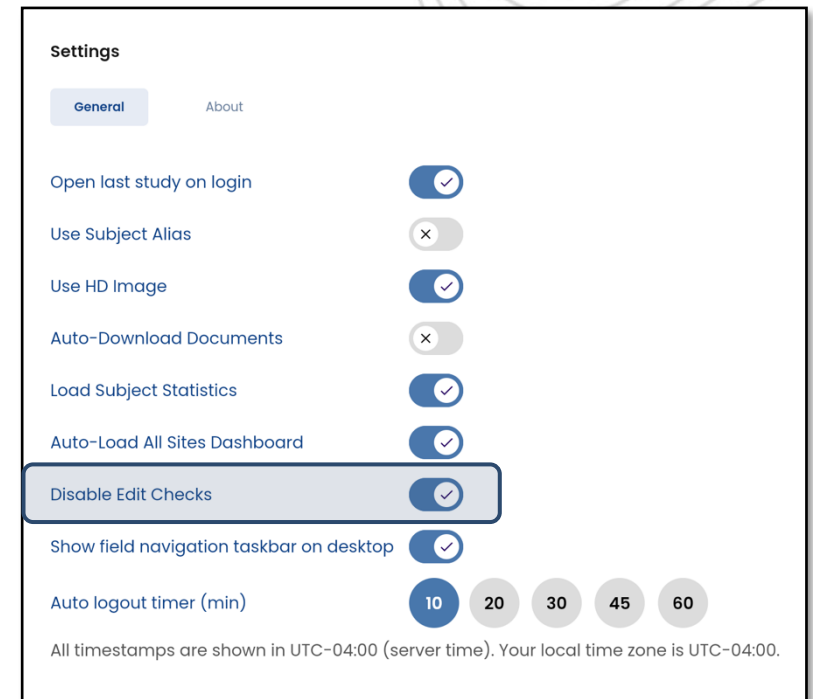 Settings
General About
Open last study on login
Use Subject Alias
Use HD Image
Auto-Download Documents
Load Subject Statistics
Auto-Load All Sites Dashboard
Disable Edit Checks
Show field navigation taskbar on desktop
Auto logout timer (min) 10 20 30 45 60
All timestamps are shown in UTC-04:00 (server time). Your local time zone is UTC-04:00.